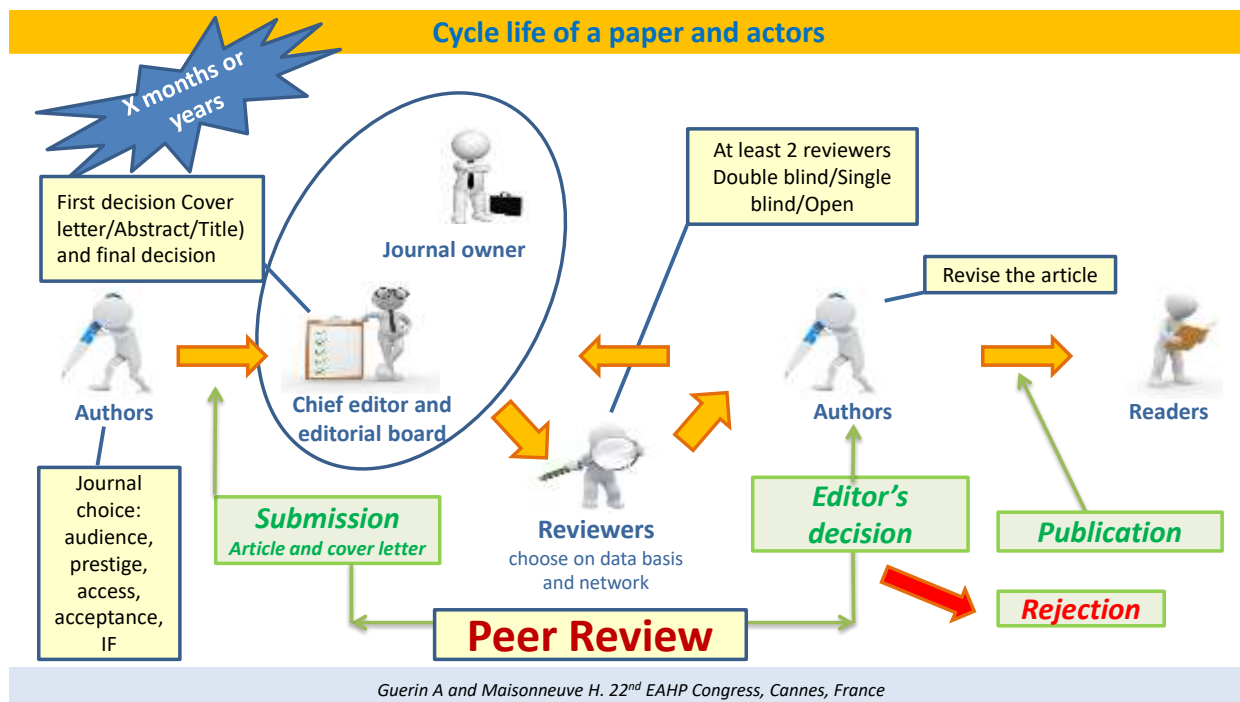 Cycle life of a paper and actors
X months or
years
First decision Cover
letter/Abstract/Title)
and final decision
Journal owner
At least 2 reviewers
Double blind/Single
blind/Open
Revise the article
Authors
Chief editor and
editorial board
Authors
Readers
Journal
choice:
audience,
prestige,
access,
acceptance,
IF
Submission
Article and cover letter
Reviewers
choose on data basis
and network
Editor's
decision
Publication
Rejection
Peer Review
Guerin A and Maisonneuve H. 22nd EAHP Congress, Cannes, France